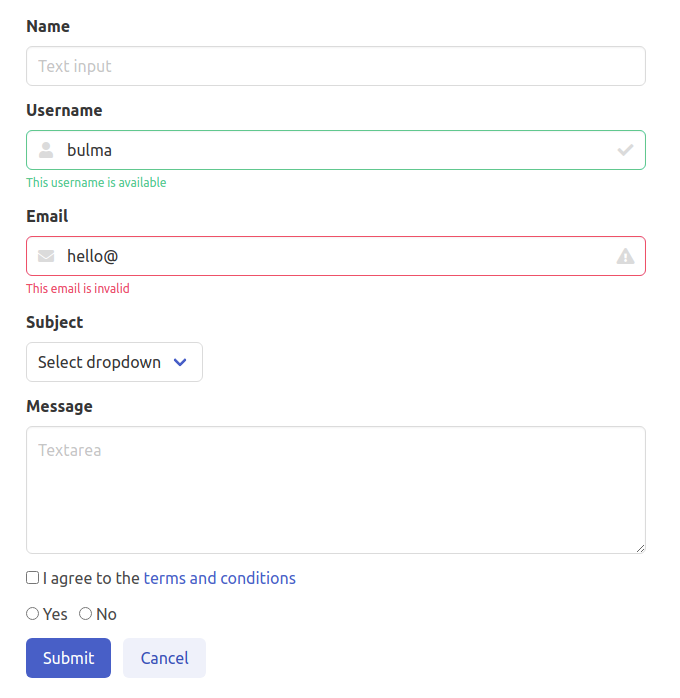 Name
Text input
Username
bulma
This username is available
Email
hello@
This email is invalid
Subject
Select dropdown
Message
Textarea
I agree to the terms and conditions
Yes No
Submit Cancel